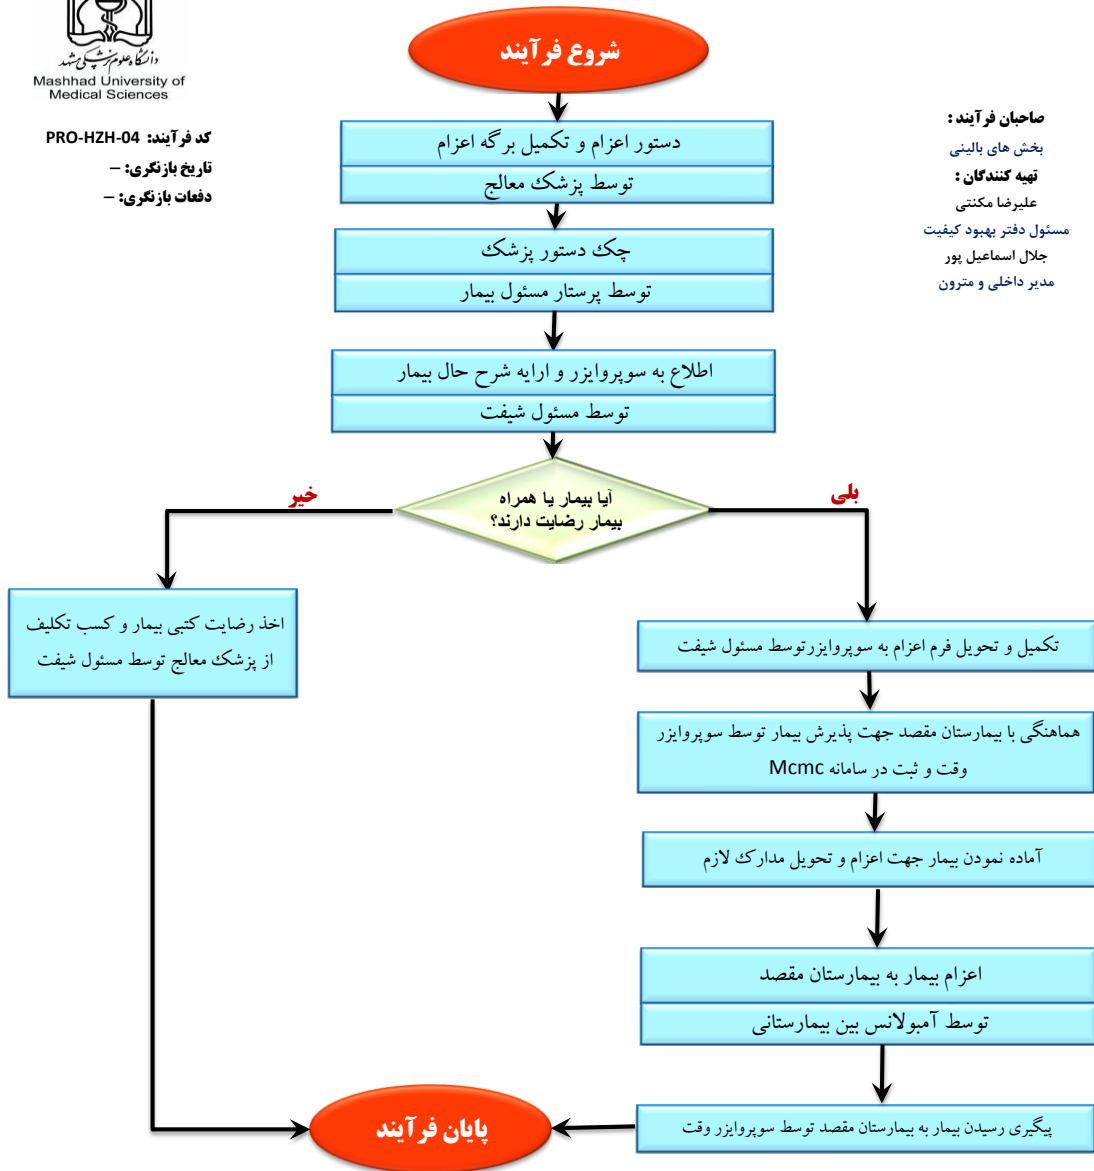 دانشگاه علوم پزشکی مشهد
Mashhad University of
Medical Sciences
کد فرآیند: PRO-HZH-04
تاریخ بازنگری: –
دفعات بازنگری: –
صاحبان فرآیند :
بخش های بالینی
تهیه کنندگان :
علیرضا مکنتی
مسئول دفتر بهبود کیفیت
جلال اسماعیل پور
مدیر داخلی و مترون
شروع فرآیند
دستور اعزام و تکمیل برگه اعزام
توسط پزشک معالج
چک دستور پزشک
توسط پرستار مسئول بیمار
اطلاع به سوپروایزر و ارایه شرح حال بیمار
توسط مسئول شیفت
آیا بیمار یا همراه
بیمار رضایت دارند؟
بلی
خیر
تکمیل و تحویل فرم اعزام به سوپروایزرتوسط مسئول شیفت
هماهنگی با بیمارستان مقصد جهت پذیرش بیمار توسط سوپروایزر
وقت و ثبت در سامانه Mcmc
آماده نمودن بیمار جهت اعزام و تحویل مدارک لازم
اعزام بیمار به بیمارستان مقصد
توسط آمبولانس بین بیمارستانی
پیگیری رسیدن بیمار به بیمارستان مقصد توسط سوپروایزر وقت
اخذ رضایت کتبی بیمار و کسب تکلیف
از پزشک معالج توسط مسئول شیفت
پایان فرآیند